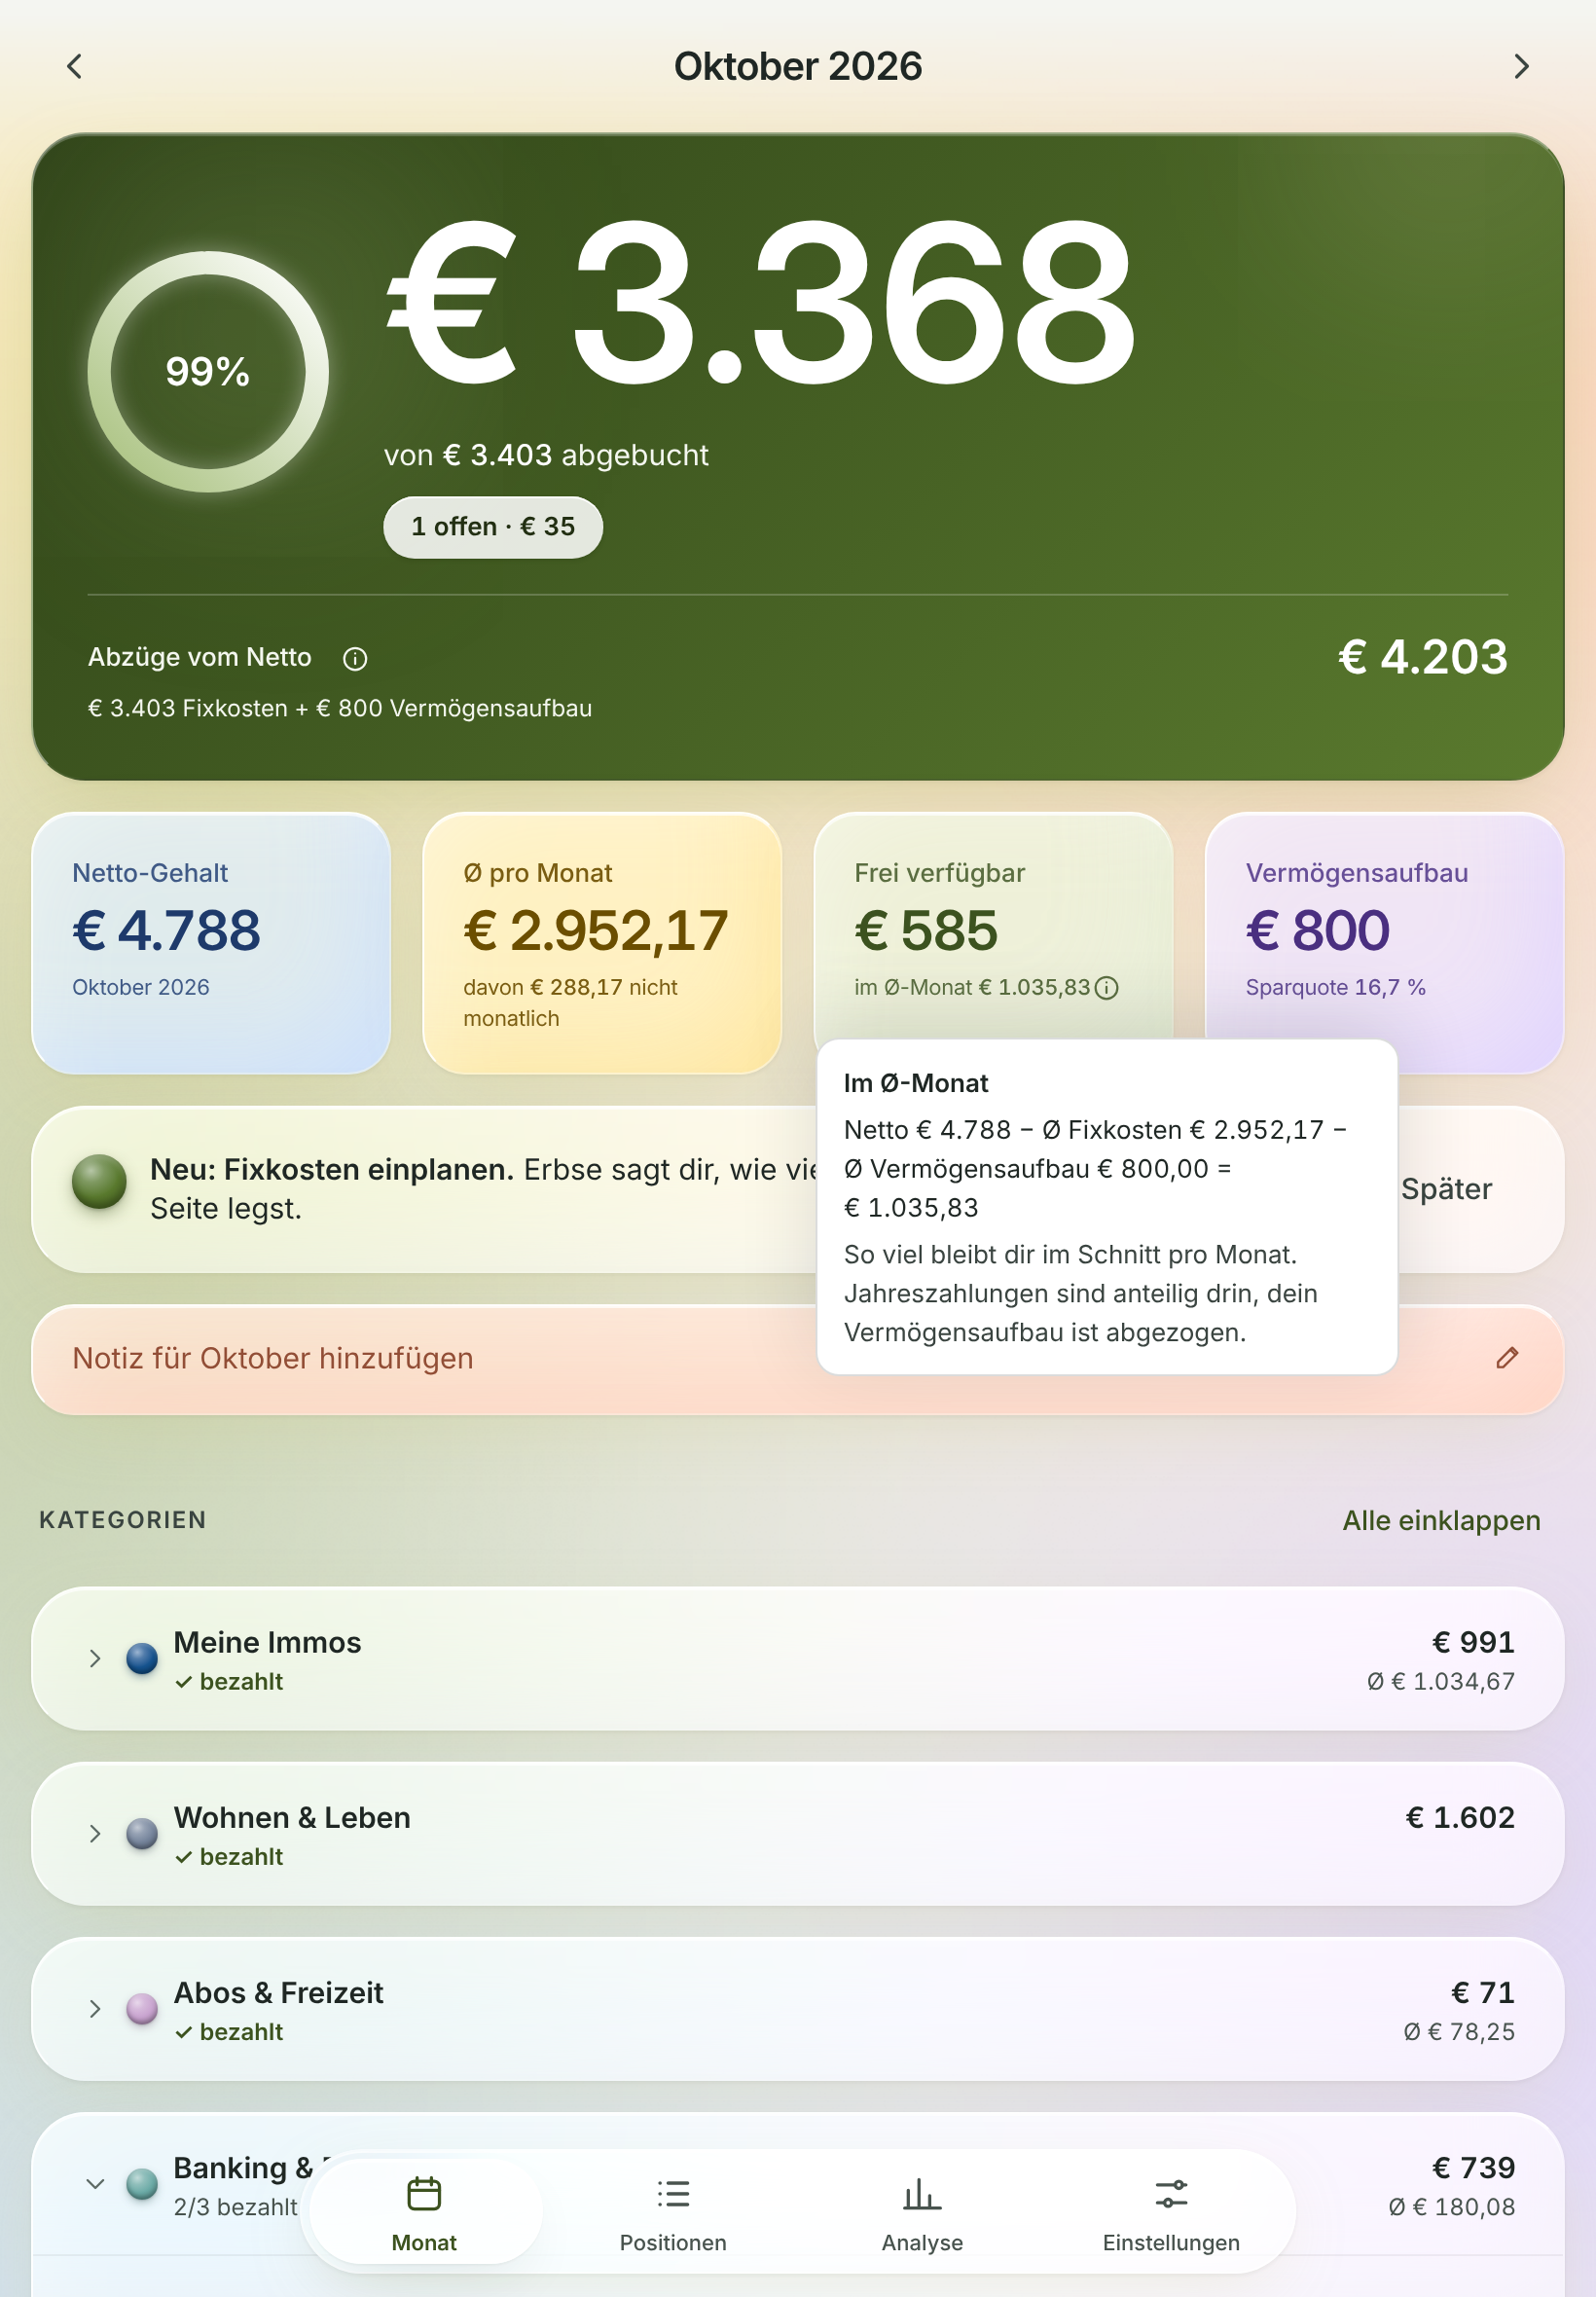 Oktober 2026
99%
€ 3.368
von € 3.403 abgebucht
1 offen · € 35
Abzüge vom Netto
€ 4.203
€ 3.403 Fixkosten + € 800 Vermögensaufbau
Netto-Gehalt
€ 4.788
Oktober 2026
Ø pro Monat
€ 2.952,17
davon € 288,17 nicht
monatlich
Frei verfügbar
€ 585
im Ø-Monat € 1.035,83
Vermögensaufbau
€ 800
Sparquote 16,7 %
Im Ø-Monat
Netto € 4.788 − Ø Fixkosten € 2.952,17 −
Ø Vermögensaufbau € 800,00 =
€ 1.035,83
So viel bleibt dir im Schnitt pro Monat.
Jahreszahlungen sind anteilig drin, dein
Vermögensaufbau ist abgezogen.
Neu: Fixkosten einplanen. Erbse sagt dir, wie
Seite legst.
Später
Notiz für Oktober hinzufügen
KATEGORIEN
Alle einklappen
Meine Immos
✓ bezahlt
€ 991
Ø € 1.034,67
Wohnen & Leben
✓ bezahlt
€ 1.602
Abos & Freizeit
✓ bezahlt
€ 71
Ø € 78,25
Banking &
2/3 bezahlt
€ 739
Ø € 180,08
Monat
Positionen
Analyse
Einstellungen